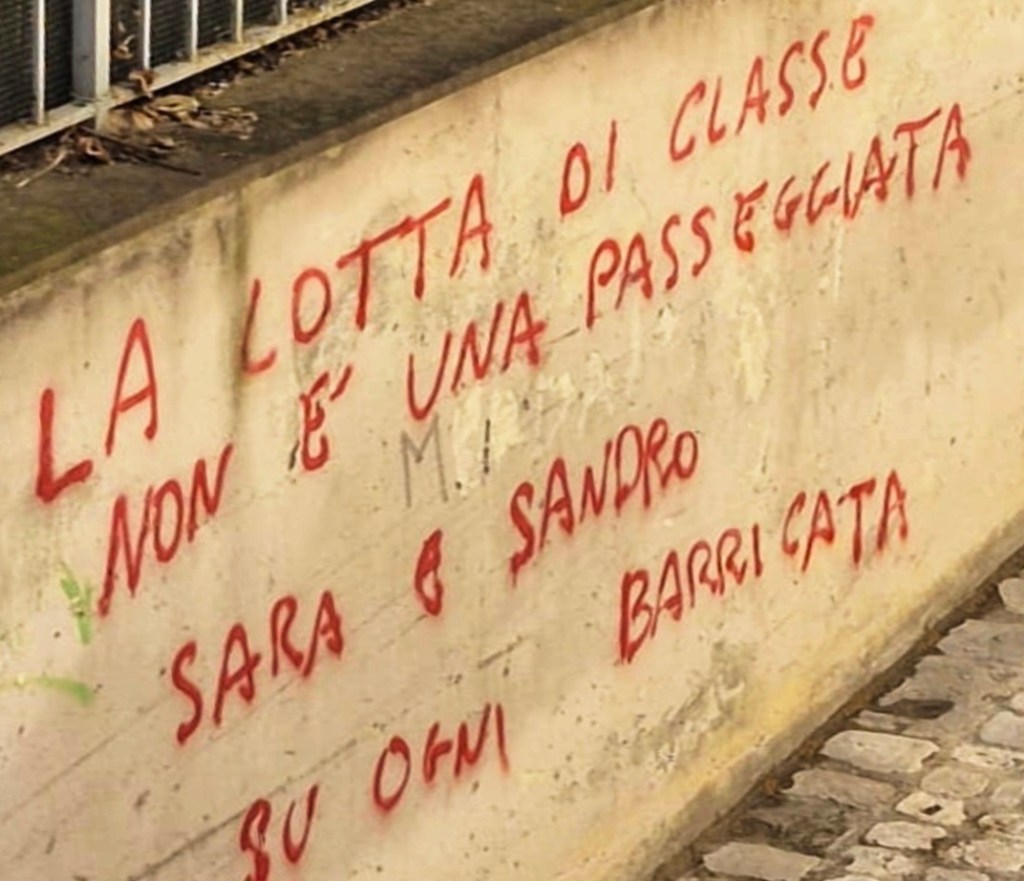 LA LOTTA DI CLASSE
NON E' UNA PASSEGGIATA
M.I
SARA E SANDRO
SU OGNI BARRICATA